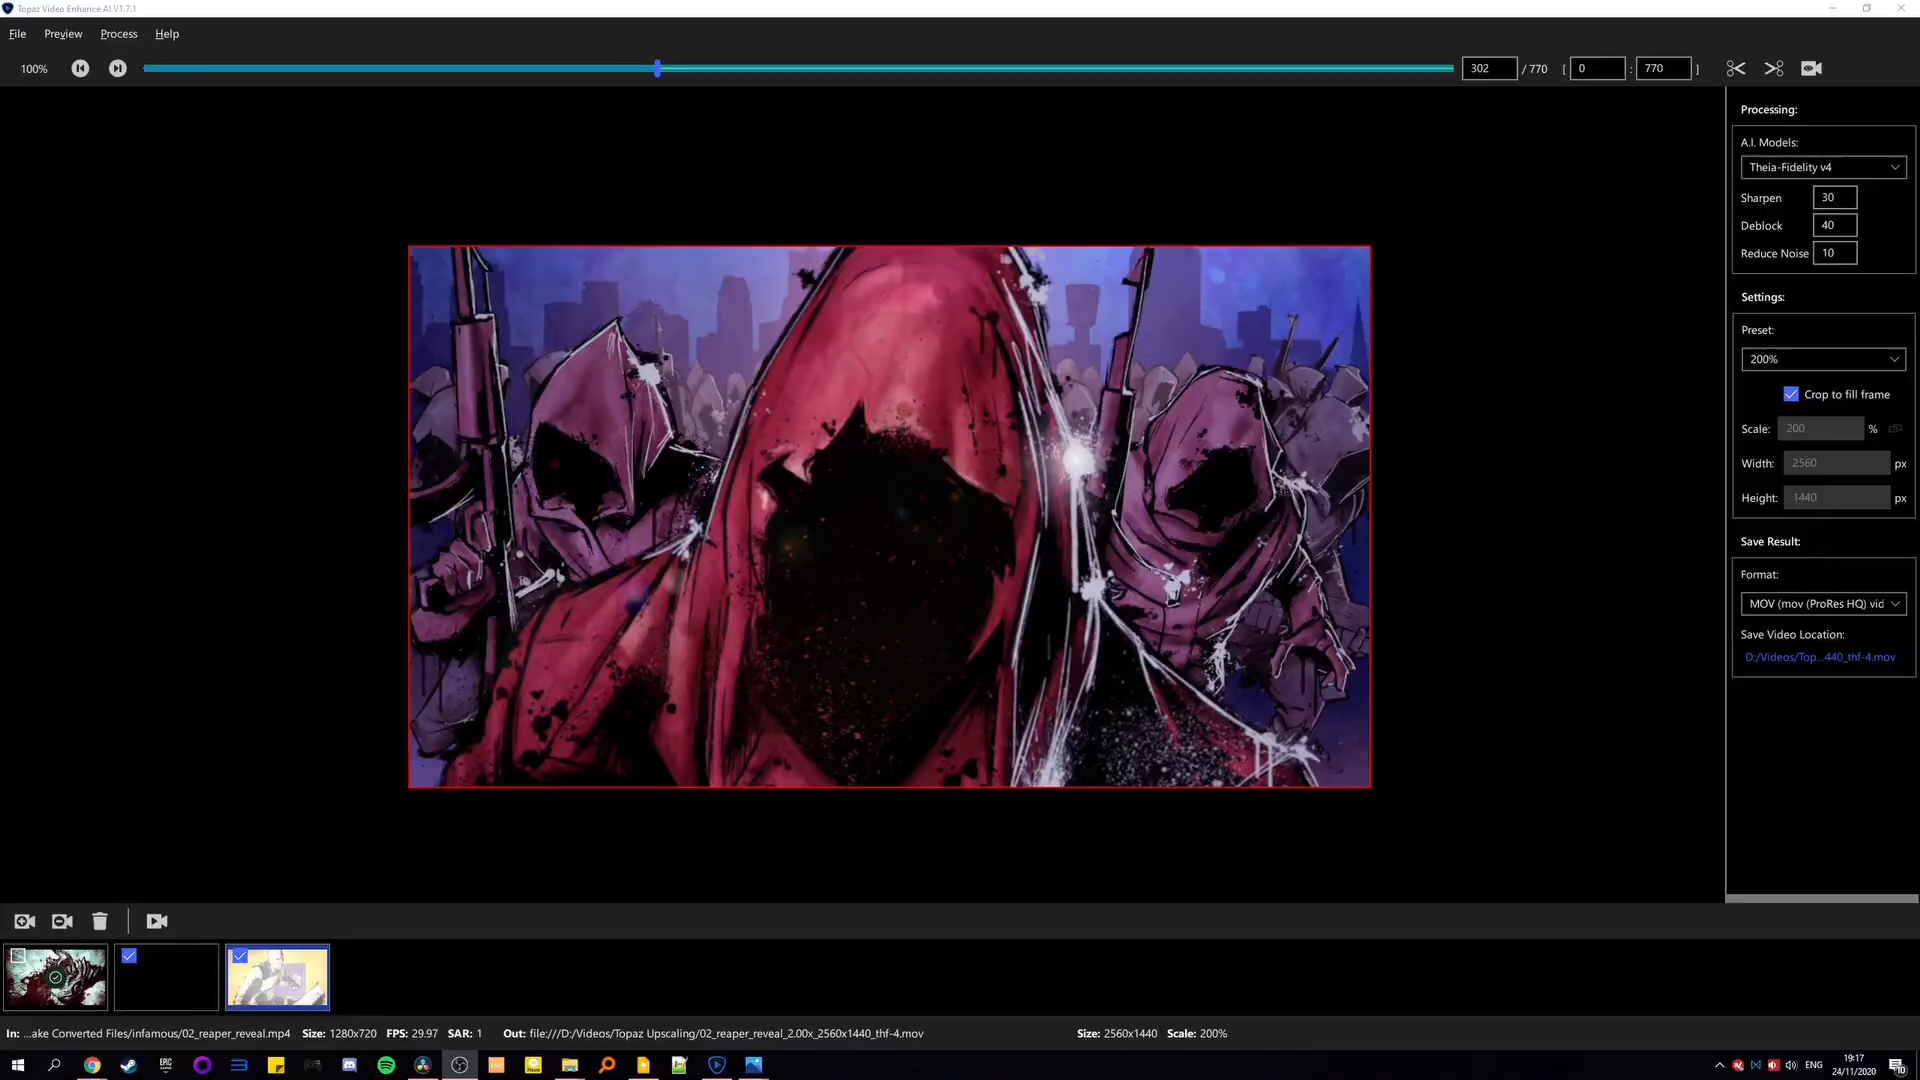 Topaz Video Enhance AI V1.7.1
File Preview Process Help
100% 302 / 770 [ 0 : 770 ]
Processing:
A.I. Models:
Theia-Fidelity v4
Sharpen 30
Deblock 40
Reduce Noise 10
Settings:
Preset:
200%
Crop to fill frame
Scale: 200 %
Width: 2560 px
Height: 1440 px
Save Result:
Format:
MOV (mov (ProRes HQ) vid
Save Video Location:
D:/Videos/Top...440_thf-4.mov
In: ...ake Converted Files/infamous/02_reaper_reveal.mp4 Size: 1280x720 FPS: 29.97 SAR: 1 Out: file:///D:/Videos/Topaz Upscaling/02_reaper_reveal_2.00x_2560x1440_thf-4.mov Size: 2560x1440 Scale: 200%
EPIC
ENG
19:17
24/11/2020